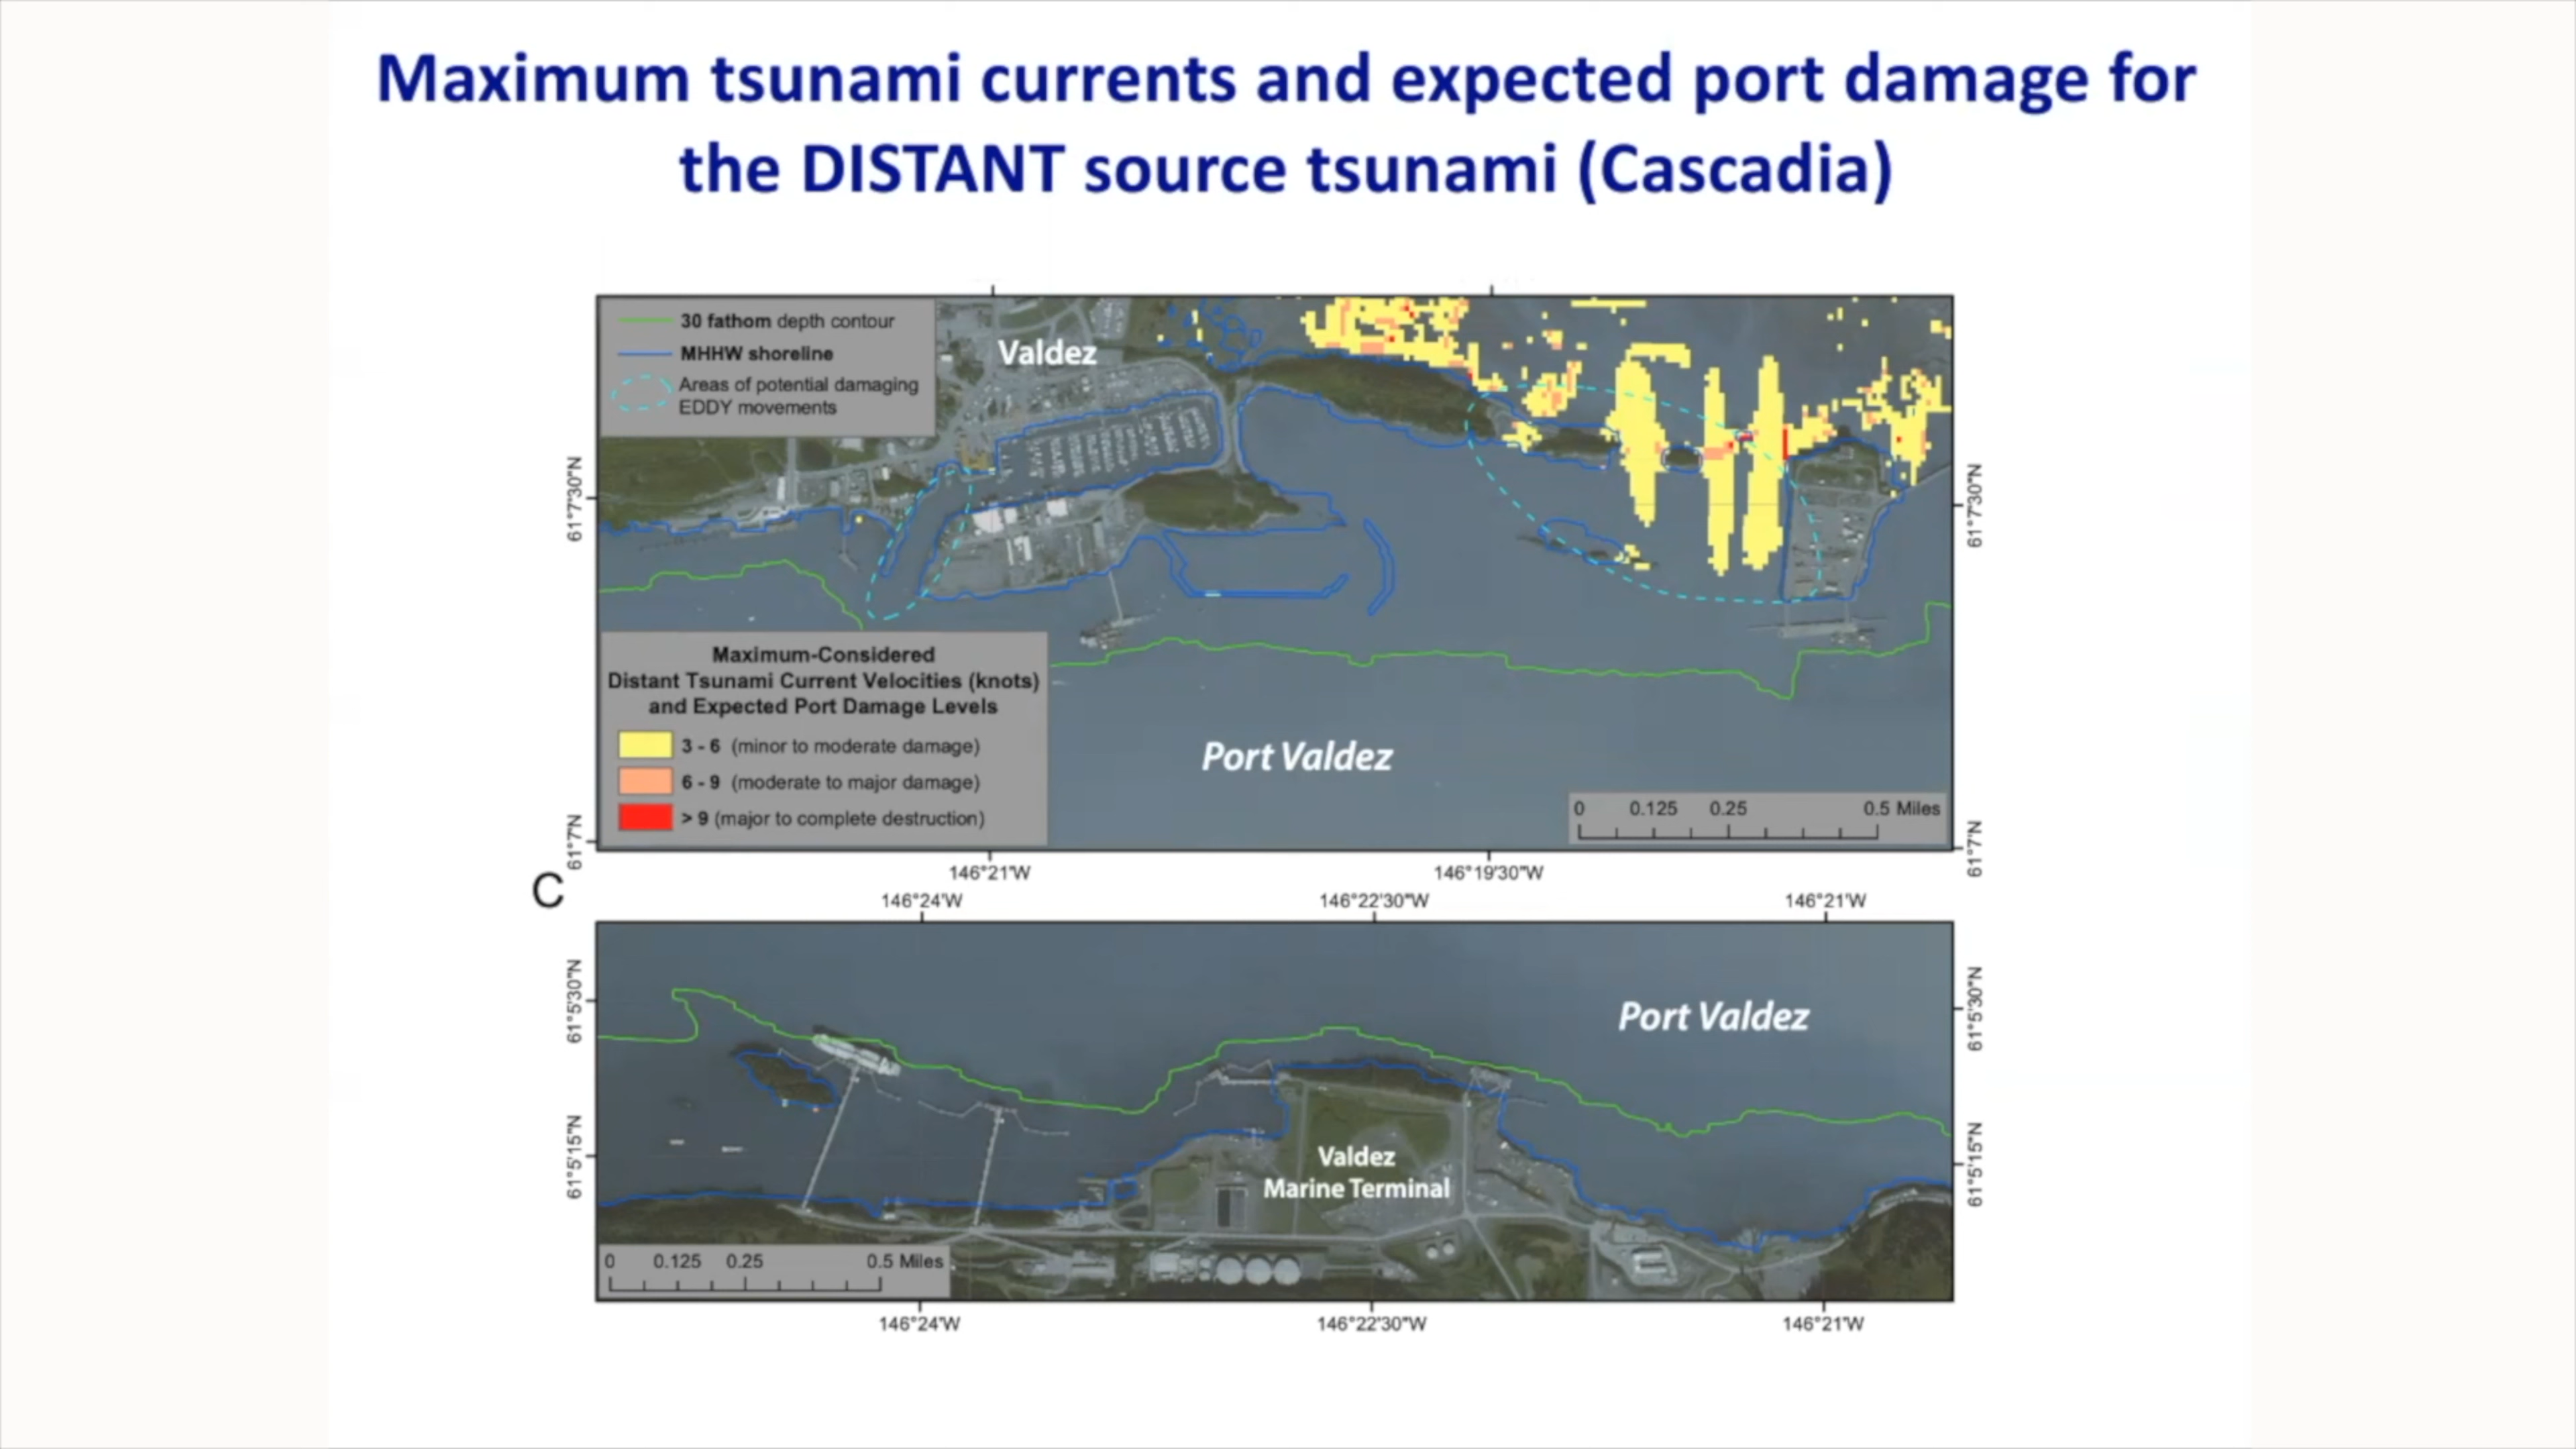 Maximum tsunami currents and expected port damage for
the DISTANT source tsunami (Cascadia)
30 fathom depth contour
MHHW shoreline
Areas of potential damaging
EDDY movements
Valdez
61°7'30"N
61°7'30"N
Maximum-Considered
Distant Tsunami Current Velocities (knots)
and Expected Port Damage Levels
3 - 6 (minor to moderate damage)
6 - 9 (moderate to major damage)
> 9 (major to complete destruction)
Port Valdez
0 0.125 0.25 0.5 Miles
61°7'N
61°7'N
146°21'W 146°19'30"W
C
146°24'W 146°22'30"W 146°21'W
61°5'30"N
61°5'30"N
Port Valdez
61°5'15"N
61°5'15"N
Valdez
Marine Terminal
0 0.125 0.25 0.5 Miles
146°24'W 146°22'30"W 146°21'W